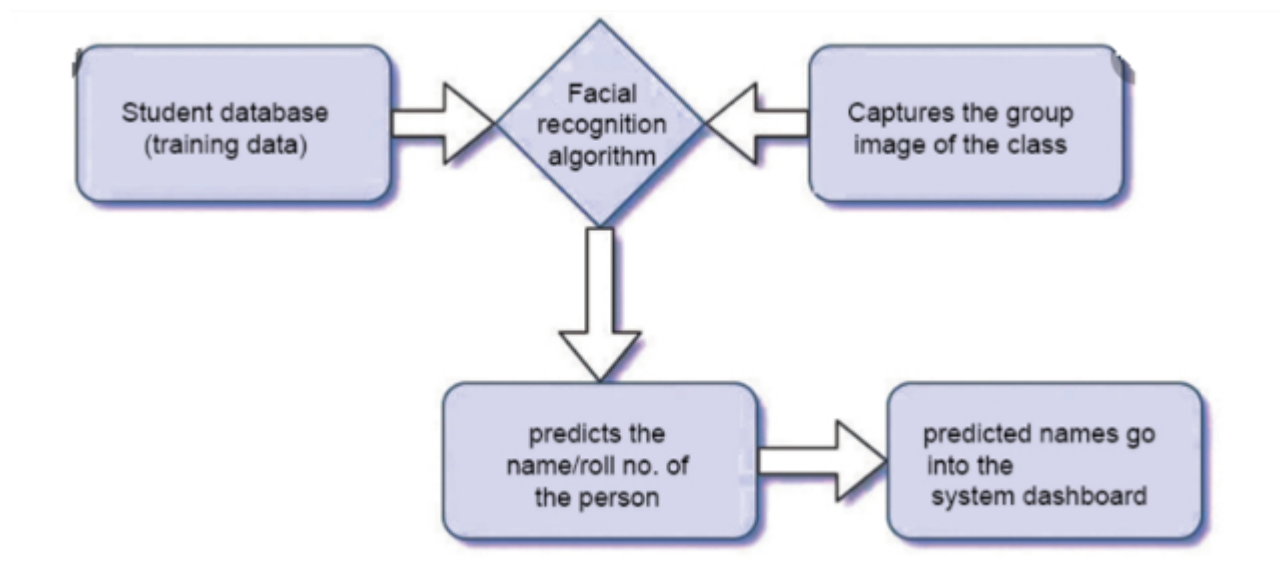 Student database
(training data)
Facial
recognition
algorithm
Captures the group
image of the class
predicts the
name/roll no. of
the person
predicted names go
into the
system dashboard